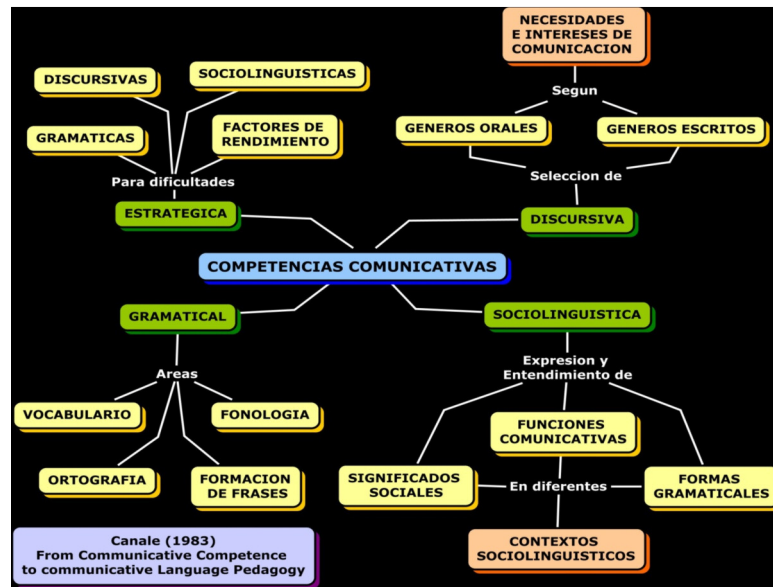 NECESIDADES
E INTERESES DE
COMUNICACION
Segun
GENEROS ORALES
GENEROS ESCRITOS
Seleccion de
DISCURSIVA
DISCURSIVAS
SOCIOLINGUISTICAS
GRAMATICAS
FACTORES DE
RENDIMIENTO
Para dificultades
ESTRATEGICA
COMPETENCIAS COMUNICATIVAS
GRAMATICAL
Areas
VOCABULARIO
FONOLOGIA
ORTOGRAFIA
FORMACION
DE FRASES
SOCIOLINGUISTICA
Expresion y
Entendimiento de
FUNCIONES
COMUNICATIVAS
SIGNIFICADOS
SOCIALES
En diferentes
FORMAS
GRAMATICALES
CONTEXTOS
SOCIOLINGUISTICOS
Canale (1983)
From Communicative Competence
to communicative Language Pedagogy